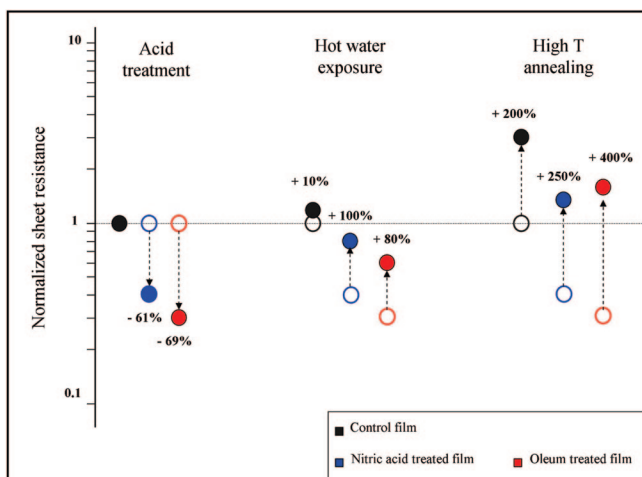 Acid
treatment
Hot water
exposure
High T
annealing
Normalized sheet resistance
10
1
0.1
- 61%
- 69%
+ 10%
+ 100%
+ 80%
+ 200%
+ 250%
+ 400%
Control film
Nitric acid treated film
Oleum treated film